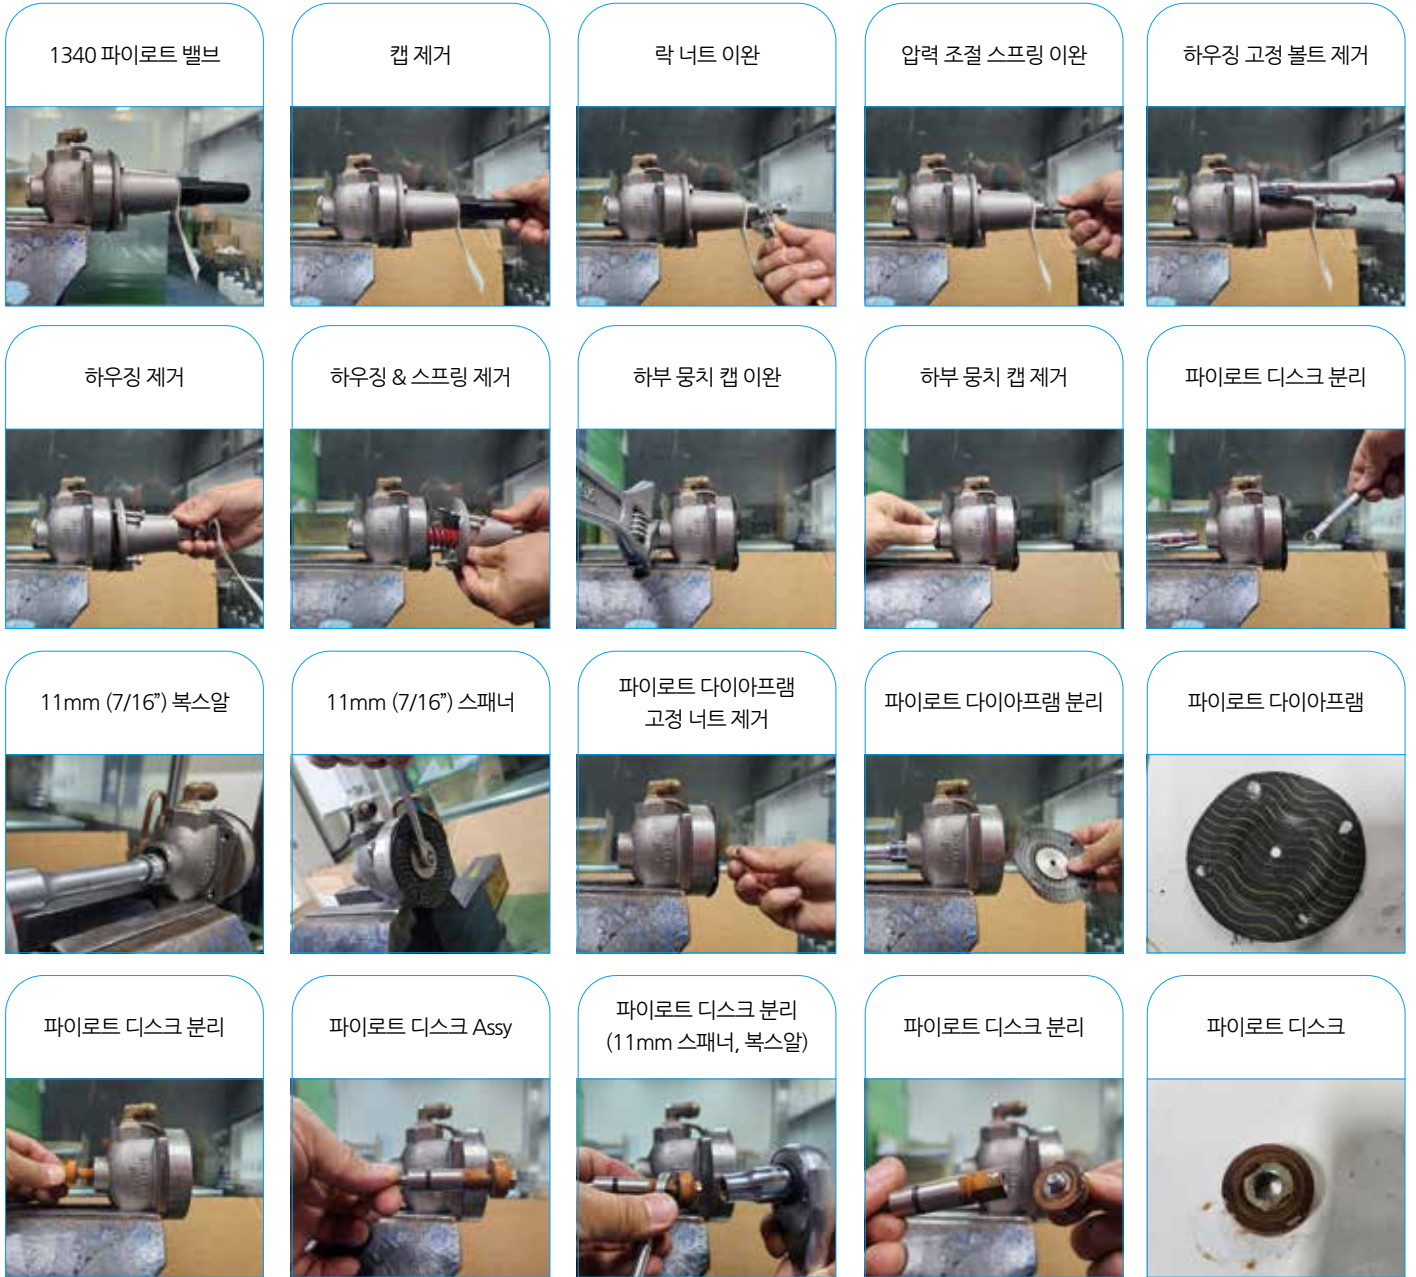 1340 파이로트 밸브
캡 제거
락 너트 이완
압력 조절 스프링 이완
하우징 고정 볼트 제거
하우징 제거
하우징 & 스프링 제거
하부 뭉치 캡 이완
하부 뭉치 캡 제거
파이로트 디스크 분리
11mm (7/16”) 복스알
11mm (7/16”) 스패너
파이로트 다이아프램
고정 너트 제거
파이로트 다이아프램 분리
파이로트 다이아프램
파이로트 디스크 분리
파이로트 디스크 Assy
파이로트 디스크 분리
(11mm 스패너, 복스알)
파이로트 디스크 분리
파이로트 디스크